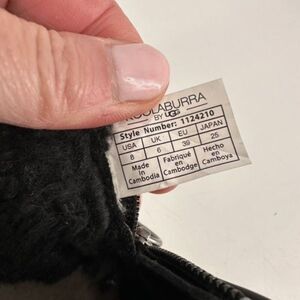 KOOLABURRA
BY UGG
Style Number: 1124210
USA UK EU JAPAN
8 6 39 25
Made in Cambodia
Fabriqué en Cambodge
Hecho en Camboya